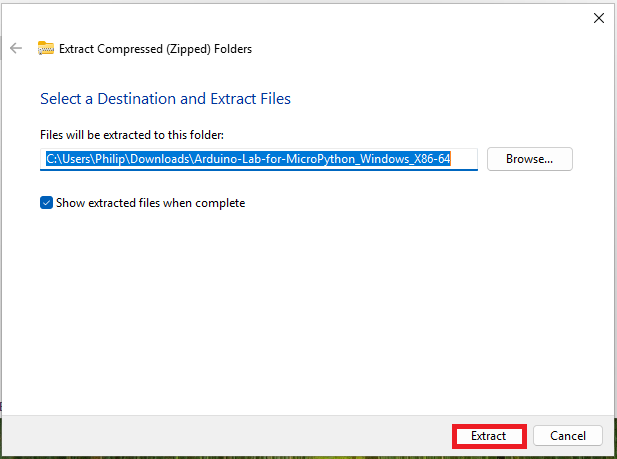 Extract Compressed (Zipped) Folders
Select a Destination and Extract Files
Files will be extracted to this folder:
C:\Users\Philip\Downloads\Arduino-Lab-for-MicroPython_Windows_X86-64
Browse...
Show extracted files when complete
Extract
Cancel